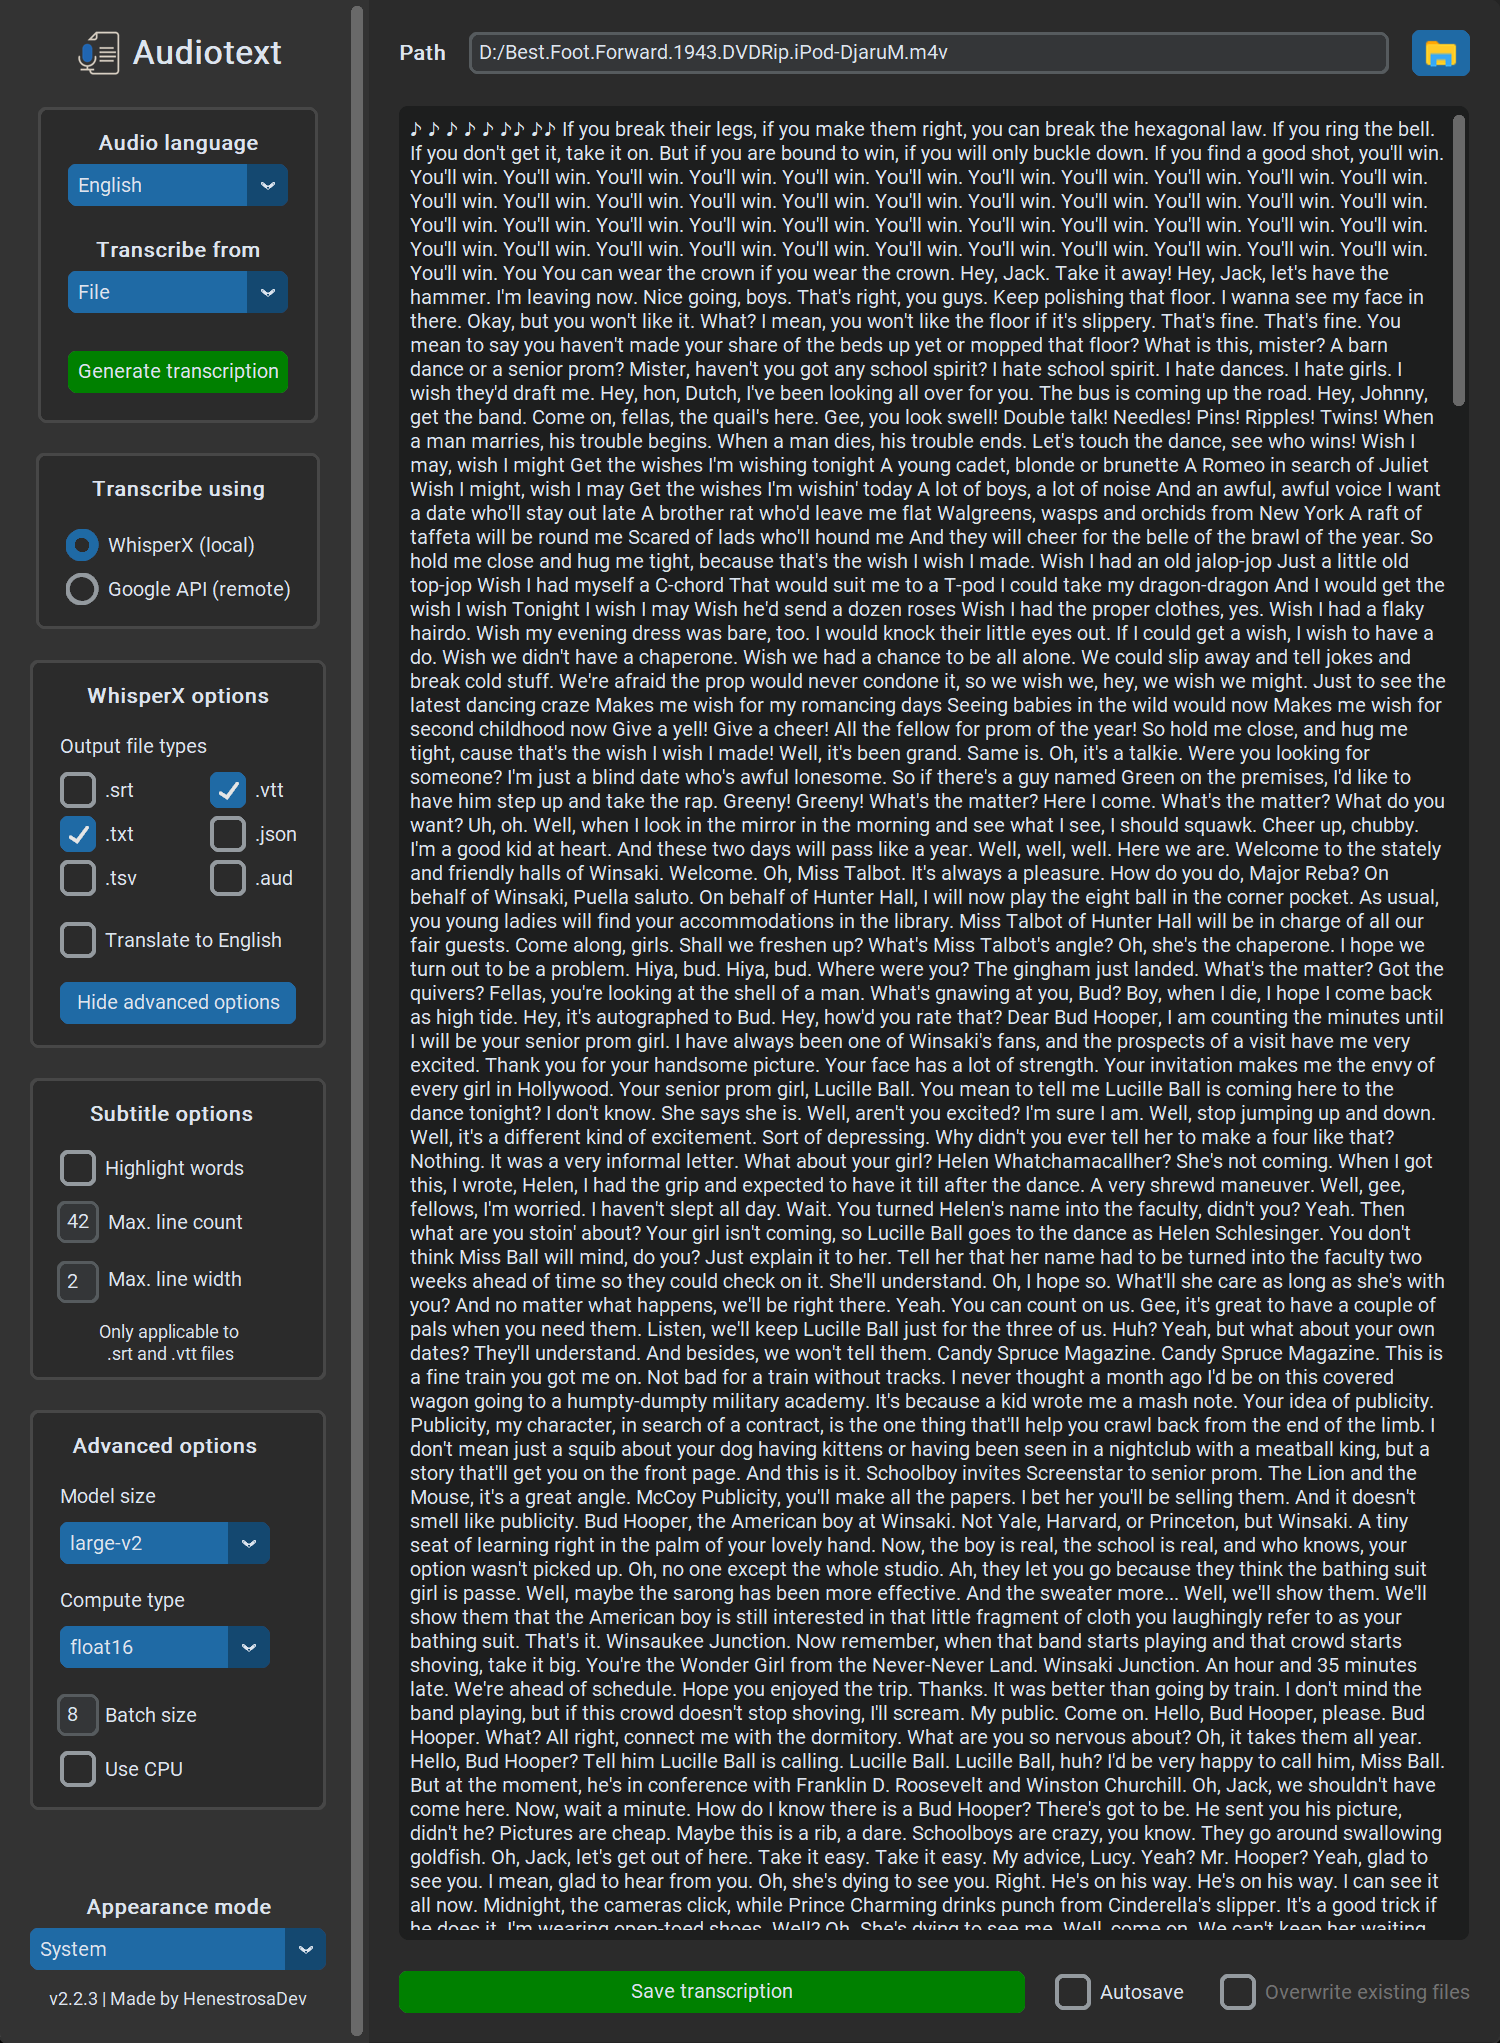 Audiotext
Audio language
English
Transcribe from
File
Generate transcription
Transcribe using
WhisperX (local)
Google API (remote)
WhisperX options
Output file types
.srt
.vtt
.txt
.json
.tsv
.aud
Translate to English
Hide advanced options
Subtitle options
Highlight words
42 Max. line count
2 Max. line width
Only applicable to
.srt and .vtt files
Advanced options
Model size
large-v2
Compute type
float16
8 Batch size
Use CPU
Appearance mode
System
v2.2.3 | Made by HenestrosaDev
Path D:/Best.Foot.Forward.1943.DVDRip.iPod-DjaruM.m4v
♪ ♪ ♪ ♪ ♪ ♪♪ ♪♪ If you break their legs, if you make them right, you can break the hexagonal law. If you ring the bell.
If you don't get it, take it on. But if you are bound to win, if you will only buckle down. If you find a good shot, you'll win.
You'll win. You'll win. You'll win. You'll win. You'll win. You'll win. You'll win. You'll win. You'll win. You'll win. You'll win.
You'll win. You'll win. You'll win. You'll win. You'll win. You'll win. You'll win. You'll win. You'll win. You'll win. You'll win.
You'll win. You'll win. You'll win. You'll win. You'll win. You'll win. You'll win. You'll win. You'll win. You'll win. You'll win.
You'll win. You'll win. You'll win. You'll win. You'll win. You'll win. You'll win. You'll win. You'll win. You'll win. You'll win.
You'll win. You You can wear the crown if you wear the crown. Hey, Jack. Take it away! Hey, Jack, let's have the
hammer. I'm leaving now. Nice going, boys. That's right, you guys. Keep polishing that floor. I wanna see my face in
there. Okay, but you won't like it. What? I mean, you won't like the floor if it's slippery. That's fine. That's fine. You
mean to say you haven't made your share of the beds up yet or mopped that floor? What is this, mister? A barn
dance or a senior prom? Mister, haven't you got any school spirit? I hate school spirit. I hate dances. I hate girls. I
wish they'd draft me. Hey, hon, Dutch, I've been looking all over for you. The bus is coming up the road. Hey, Johnny,
get the band. Come on, fellas, the quail's here. Gee, you look swell! Double talk! Needles! Pins! Ripples! Twins! When
a man marries, his trouble begins. When a man dies, his trouble ends. Let's touch the dance, see who wins! Wish I
may, wish I might Get the wishes I'm wishing tonight A young cadet, blonde or brunette A Romeo in search of Juliet
Wish I might, wish I may Get the wishes I'm wishin' today A lot of boys, a lot of noise And an awful, awful voice I want
a date who'll stay out late A brother rat who'd leave me flat Walgreens, wasps and orchids from New York A raft of
taffeta will be round me Scared of lads who'll hound me And they will cheer for the belle of the brawl of the year. So
hold me close and hug me tight, because that's the wish I wish I made. Wish I had an old jalop-jop Just a little old
top-jop Wish I had myself a C-chord That would suit me to a T-pod I could take my dragon-dragon And I would get the
wish I wish Tonight I wish I may Wish he'd send a dozen roses Wish I had the proper clothes, yes. Wish I had a flaky
hairdo. Wish my evening dress was bare, too. I would knock their little eyes out. If I could get a wish, I wish to have a
do. Wish we didn't have a chaperone. Wish we had a chance to be all alone. We could slip away and tell jokes and
break cold stuff. We're afraid the prop would never condone it, so we wish we, hey, we wish we might. Just to see the
latest dancing craze Makes me wish for my romancing days Seeing babies in the wild would now Makes me wish for
second childhood now Give a yell! Give a cheer! All the fellow for prom of the year! So hold me close, and hug me
tight, cause that's the wish I wish I made! Well, it's been grand. Same is. Oh, it's a talkie. Were you looking for
someone? I'm just a blind date who's awful lonesome. So if there's a guy named Green on the premises, I'd like to
have him step up and take the rap. Greeny! Greeny! What's the matter? Here I come. What's the matter? What do you
want? Uh, oh. Well, when I look in the mirror in the morning and see what I see, I should squawk. Cheer up, chubby.
I'm a good kid at heart. And these two days will pass like a year. Well, well, well. Here we are. Welcome to the stately
and friendly halls of Winsaki. Welcome. Oh, Miss Talbot. It's always a pleasure. How do you do, Major Reba? On
behalf of Winsaki, Puella saluto. On behalf of Hunter Hall, I will now play the eight ball in the corner pocket. As usual,
you young ladies will find your accommodations in the library. Miss Talbot of Hunter Hall will be in charge of all our
fair guests. Come along, girls. Shall we freshen up? What's Miss Talbot's angle? Oh, she's the chaperone. I hope we
turn out to be a problem. Hiya, bud. Hiya, bud. Where were you? The gingham just landed. What's the matter? Got the
quivers? Fellas, you're looking at the shell of a man. What's gnawing at you, Bud? Boy, when I die, I hope I come back
as high tide. Hey, it's autographed to Bud. Hey, how'd you rate that? Dear Bud Hooper, I am counting the minutes until
I will be your senior prom girl. I have always been one of Winsaki's fans, and the prospects of a visit have me very
excited. Thank you for your handsome picture. Your face has a lot of strength. Your invitation makes me the envy of
every girl in Hollywood. Your senior prom girl, Lucille Ball. You mean to tell me Lucille Ball is coming here to the
dance tonight? I don't know. She says she is. Well, aren't you excited? I'm sure I am. Well, stop jumping up and down.
Well, it's a different kind of excitement. Sort of depressing. Why didn't you ever tell her to make a four like that?
Nothing. It was a very informal letter. What about your girl? Helen Whatchamacallher? She's not coming. When I got
this, I wrote, Helen, I had the grip and expected to have it till after the dance. A very shrewd maneuver. Well, gee,
fellows, I'm worried. I haven't slept all day. Wait. You turned Helen's name into the faculty, didn't you? Yeah. Then
what are you stoin' about? Your girl isn't coming, so Lucille Ball goes to the dance as Helen Schlesinger. You don't
think Miss Ball will mind, do you? Just explain it to her. Tell her that her name had to be turned into the faculty two
weeks ahead of time so they could check on it. She'll understand. Oh, I hope so. What'll she care as long as she's with
you? And no matter what happens, we'll be right there. Yeah. You can count on us. Gee, it's great to have a couple of
pals when you need them. Listen, we'll keep Lucille Ball just for the three of us. Huh? Yeah, but what about your own
dates? They'll understand. And besides, we won't tell them. Candy Spruce Magazine. Candy Spruce Magazine. This is
a fine train you got me on. Not bad for a train without tracks. I never thought a month ago I'd be on this covered
wagon going to a humpty-dumpty military academy. It's because a kid wrote me a mash note. Your idea of publicity.
Publicity, my character, in search of a contract, is the one thing that'll help you crawl back from the end of the limb. I
don't mean just a squib about your dog having kittens or having been seen in a nightclub with a meatball king, but a
story that'll get you on the front page. And this is it. Schoolboy invites Screenstar to senior prom. The Lion and the
Mouse, it's a great angle. McCoy Publicity, you'll make all the papers. I bet her you'll be selling them. And it doesn't
smell like publicity. Bud Hooper, the American boy at Winsaki. Not Yale, Harvard, or Princeton, but Winsaki. A tiny
seat of learning right in the palm of your lovely hand. Now, the boy is real, the school is real, and who knows, your
option wasn't picked up. Oh, no one except the whole studio. Ah, they let you go because they think the bathing suit
girl is passe. Well, maybe the sarong has been more effective. And the sweater more... Well, we'll show them. We'll
show them that the American boy is still interested in that little fragment of cloth you laughingly refer to as your
bathing suit. That's it. Winsaukee Junction. Now remember, when that band starts playing and that crowd starts
shoving, take it big. You're the Wonder Girl from the Never-Never Land. Winsaki Junction. An hour and 35 minutes
late. We're ahead of schedule. Hope you enjoyed the trip. Thanks. It was better than going by train. I don't mind the
band playing, but if this crowd doesn't stop shoving, I'll scream. My public. Come on. Hello, Bud Hooper, please. Bud
Hooper. What? All right, connect me with the dormitory. What are you so nervous about? Oh, it takes them all year.
Hello, Bud Hooper? Tell him Lucille Ball is calling. Lucille Ball. Lucille Ball, huh? I'd be very happy to call him, Miss Ball.
But at the moment, he's in conference with Franklin D. Roosevelt and Winston Churchill. Oh, Jack, we shouldn't have
come here. Now, wait a minute. How do I know there is a Bud Hooper? There's got to be. He sent you his picture,
didn't he? Pictures are cheap. Maybe this is a rib, a dare. Schoolboys are crazy, you know. They go around swallowing
goldfish. Oh, Jack, let's get out of here. Take it easy. Take it easy. My advice, Lucy. Yeah? Mr. Hooper? Yeah, glad to
see you. I mean, glad to hear from you. Oh, she's dying to see you. Right. He's on his way. He's on his way. I can see it
all now. Midnight, the cameras click, while Prince Charming drinks punch from Cinderella's slipper. It's a good trick if
he does it. I'm wearing open-toed shoes. Well? Oh. She's dying to see me. Well, come on. We can't keep her waiting.
Save transcription
Autosave
Overwrite existing files